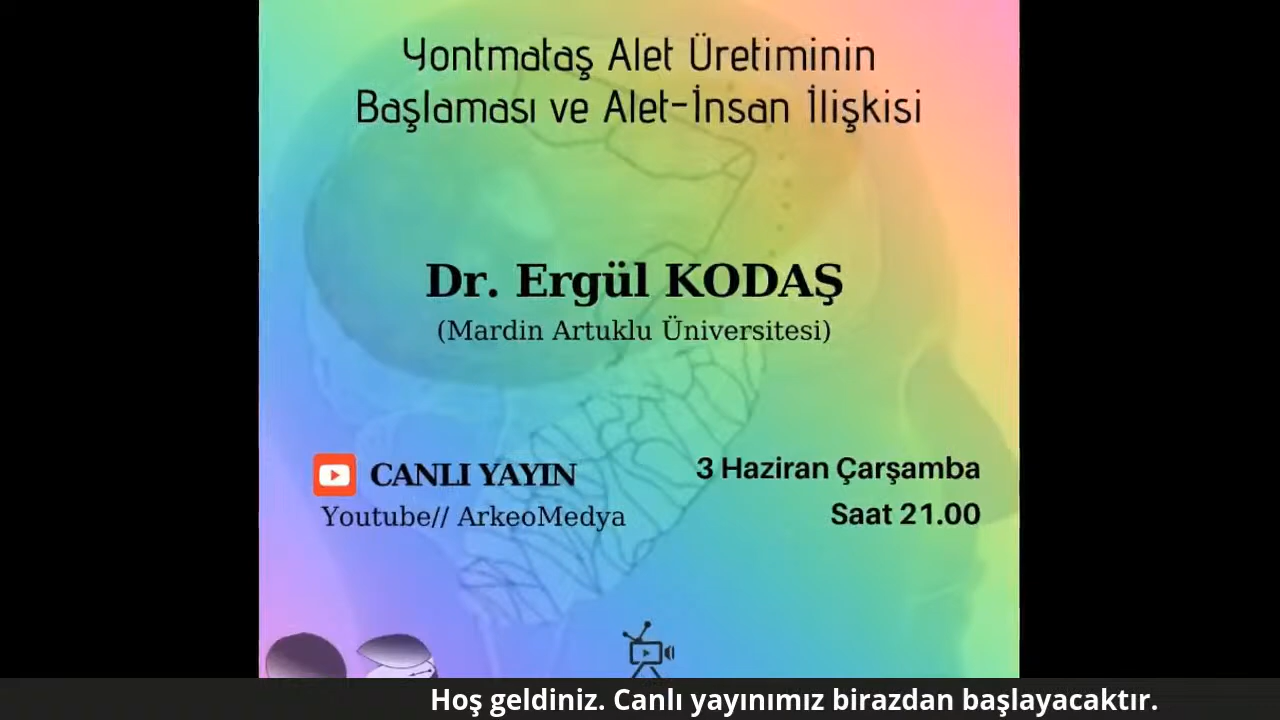 Yontmataş Alet Üretiminin
Başlaması ve Alet-İnsan İlişkisi
Dr. Ergül KODAŞ
(Mardin Artuklu Üniversitesi)
CANLI YAYIN
Youtube// ArkeoMedya
3 Haziran Çarşamba
Saat 21.00
Hoş geldiniz. Canlı yayınımız birazdan başlayacaktır.